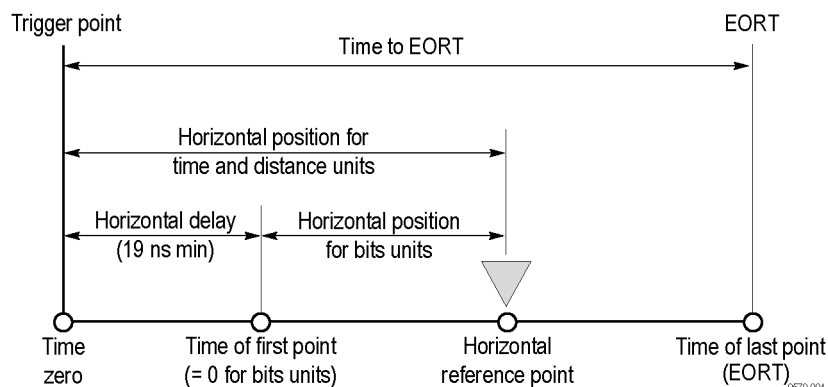 Trigger point
EORT
Time to EORT
Horizontal position for
time and distance units
Horizontal delay
(19 ns min)
Horizontal position
for bits units
Time
zero
Time of first point
(= 0 for bits units)
Horizontal
reference point
Time of last point
(EORT)